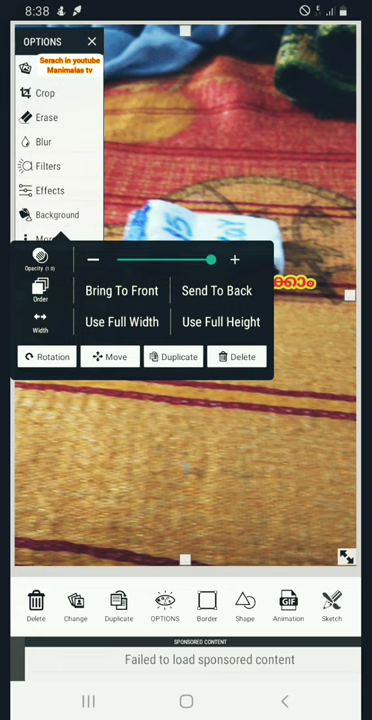 8:38
OPTIONS
Serach in youtube
Manimalas tv
Crop
Erase
Blur
Filters
Effects
Background
Opacity (1.0)
Order
Bring To Front
Send To Back
Width
Use Full Width
Use Full Height
Rotation
Move
Duplicate
Delete
Delete
Change
Duplicate
OPTIONS
Border
Shape
GIF
Animation
Sketch
SPONSORED CONTENT
Failed to load sponsored content